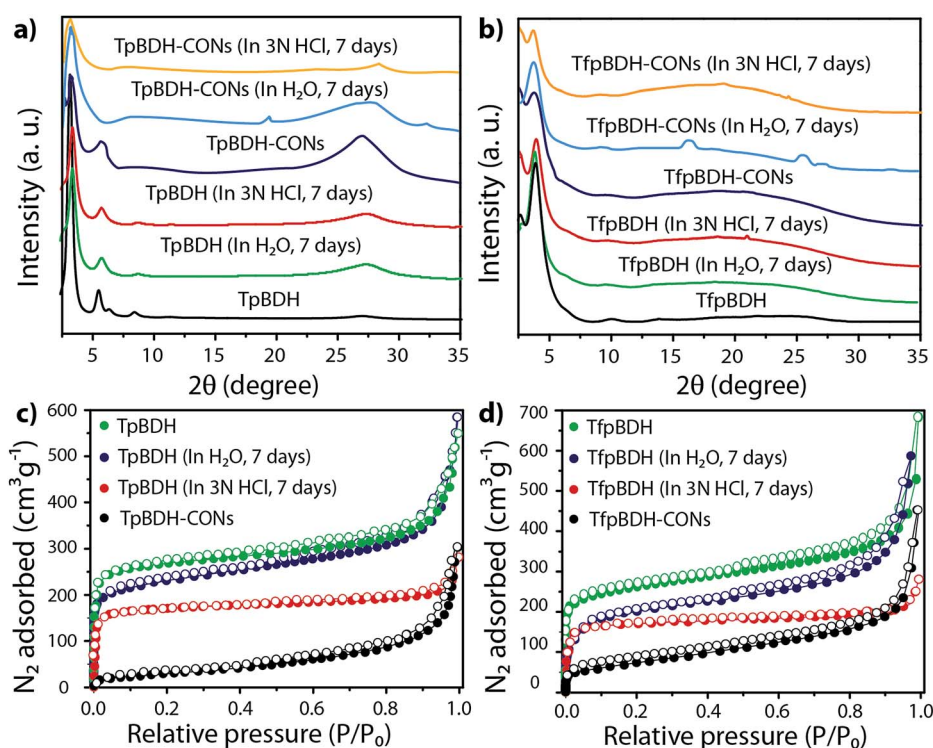 a)
TpBDH-CONs (In 3N HCl, 7 days)
TpBDH-CONs (In H₂O, 7 days)
TpBDH-CONs
TpBDH (In 3N HCl, 7 days)
TpBDH (In H₂O, 7 days)
TpBDH
Intensity (a. u.)
5 10 15 20 25 30 35
2θ (degree)
b)
TfpBDH-CONs (In 3N HCl, 7 days)
TfpBDH-CONs (In H₂O, 7 days)
TfpBDH-CONs
TfpBDH (In 3N HCl, 7 days)
TfpBDH (In H₂O, 7 days)
TfpBDH
Intensity (a. u.)
5 10 15 20 25 30 35
2θ (degree)
c)
600
500
400
300
200
100
0
TpBDH
TpBDH (In H₂O, 7 days)
TpBDH (In 3N HCl, 7 days)
TpBDH-CONs
N₂ adsorbed (cm³g⁻¹)
0.0 0.2 0.4 0.6 0.8 1.0
Relative pressure (P/P₀)
d)
700
600
500
400
300
200
100
0
TfpBDH
TfpBDH (In H₂O, 7 days)
TfpBDH (In 3N HCl, 7 days)
TfpBDH-CONs
N₂ adsorbed (cm³g⁻¹)
0.0 0.2 0.4 0.6 0.8 1.0
Relative pressure (P/P₀)